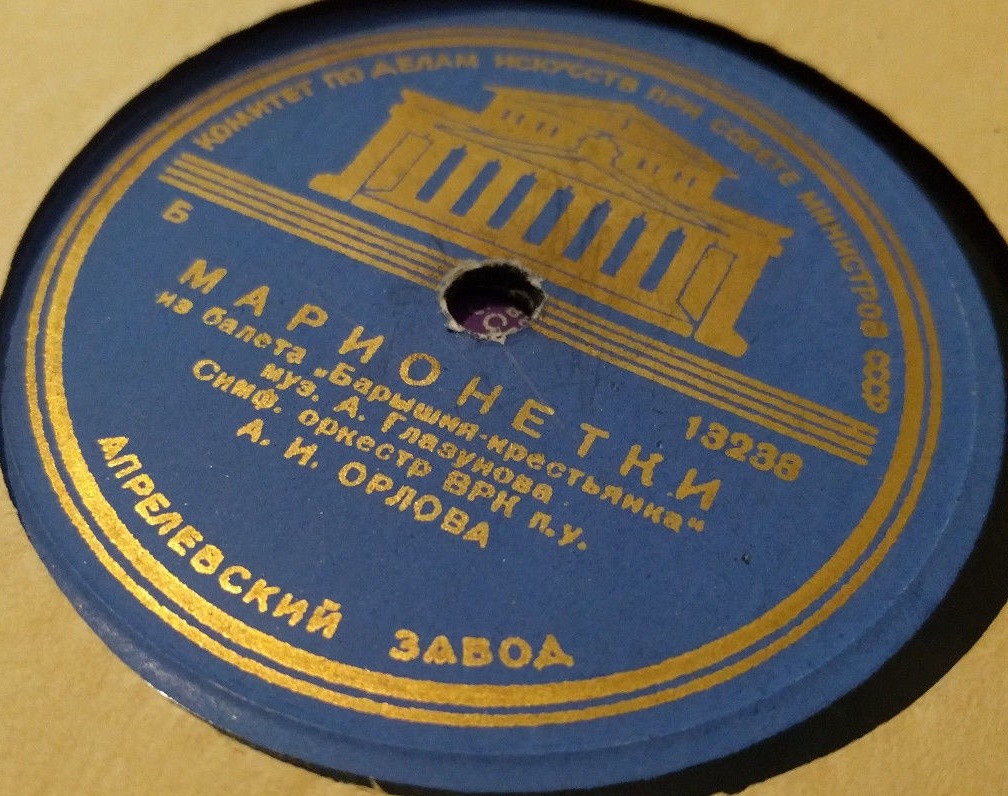 КОМИТЕТ ПО ДЕЛАМ ИСКУССТВ ПРИ СОВЕТЕ МИНИСТРОВ СССР
Б
13238
МАРИОНЕТКИ
из балета „Барышня-крестьянка“
муз. А. Глазунова
Симф. оркестр ВРК п. у.
А. И. ОРЛОВА
АПРЕЛЕВСКИЙ ЗАВОД